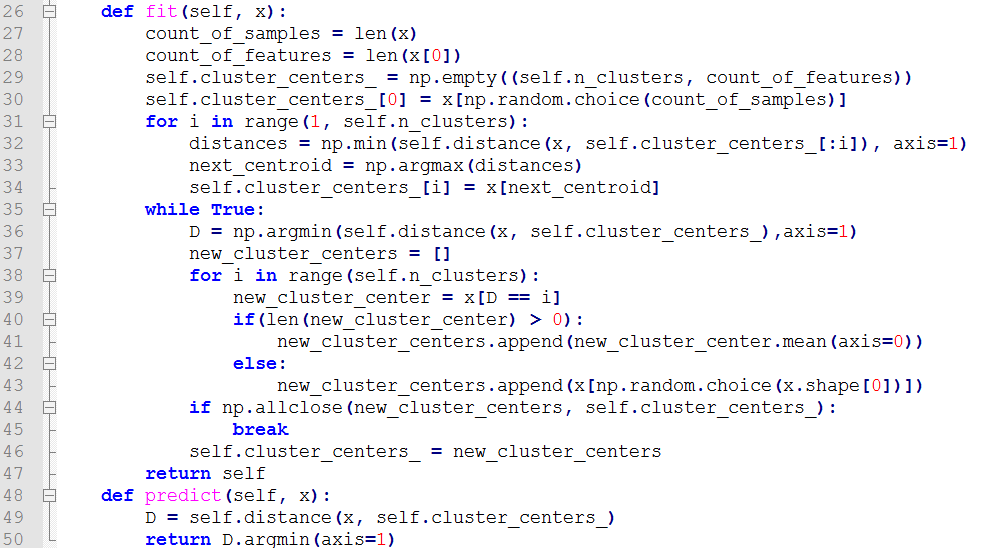 26 def fit(self, x):
27 count_of_samples = len(x)
28 count_of_features = len(x[0])
29 self.cluster_centers_ = np.empty((self.n_clusters, count_of_features))
30 self.cluster_centers_[0] = x[np.random.choice(count_of_samples)]
31 for i in range(1, self.n_clusters):
32 distances = np.min(self.distance(x, self.cluster_centers_[:i]), axis=1)
33 next_centroid = np.argmax(distances)
34 self.cluster_centers_[i] = x[next_centroid]
35 while True:
36 D = np.argmin(self.distance(x, self.cluster_centers_),axis=1)
37 new_cluster_centers = []
38 for i in range(self.n_clusters):
39 new_cluster_center = x[D == i]
40 if(len(new_cluster_center) > 0):
41 new_cluster_centers.append(new_cluster_center.mean(axis=0))
42 else:
43 new_cluster_centers.append(x[np.random.choice(x.shape[0])])
44 if np.allclose(new_cluster_centers, self.cluster_centers_):
45 break
46 self.cluster_centers_ = new_cluster_centers
47 return self
48 def predict(self, x):
49 D = self.distance(x, self.cluster_centers_)
50 return D.argmin(axis=1)